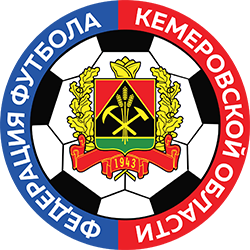 ФЕДЕРАЦИЯ ФУТБОЛА
КЕМЕРОВСКОЙ ОБЛАСТИ
1943